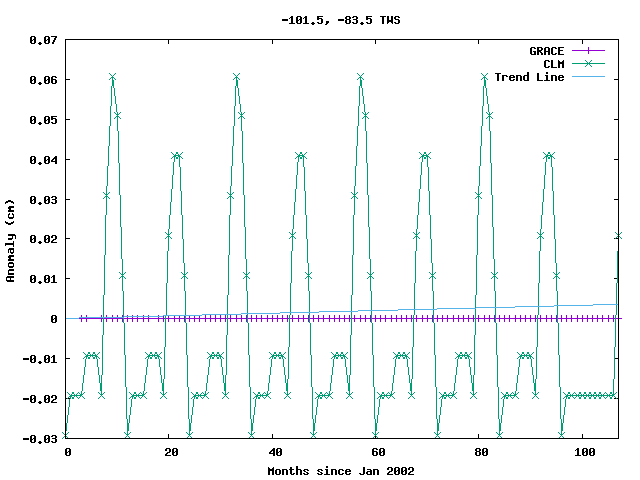 -101.5, -83.5 TWS
0.07
0.06
0.05
0.04
0.03
0.02
0.01
0
-0.01
-0.02
-0.03
Anomaly (cm)
GRACE
CLM
Trend Line
0 20 40 60 80 100
Months since Jan 2002